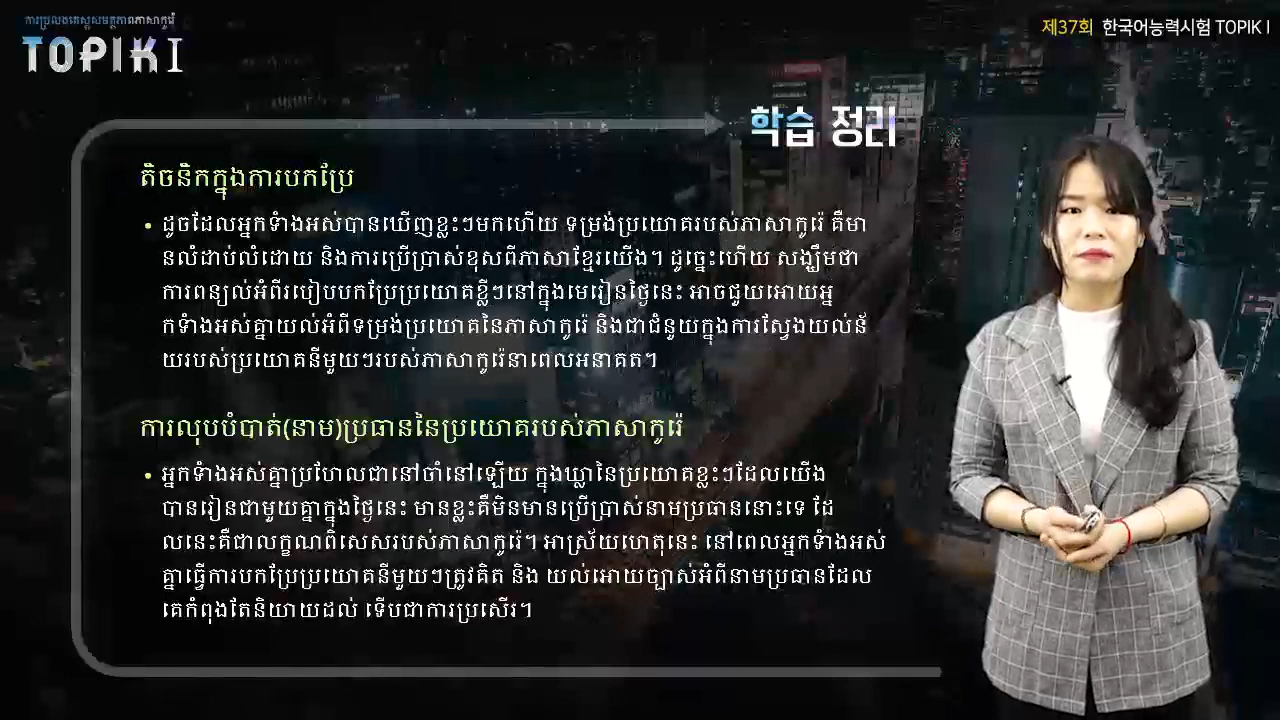 ការប្រលងតេស្តសមត្ថភាពភាសាកូរ៉េ
TOPIK I
제37회 한국어능력시험 TOPIK I
학습 정리
តិចនិកក្នុងការបកប្រែ
• ដូចដែលអ្នកទំាងអស់បានឃើញខ្លះៗមកហើយ ទម្រង់ប្រយោគរបស់ភាសាកូរ៉េ គឺមា
នលំដាប់លំដោយ និងការប្រើប្រាស់ខុសពីភាសាខ្មែរយើង។ ដូច្នេះហើយ សង្ឃឹមថា
ការពន្យល់អំពីរបៀបបកប្រែប្រយោគខ្លីៗនៅក្នុងមេរៀនថ្ងៃនេះ អាចជួយអោយអ្ន
កទំាងអស់គ្នាយល់អំពីទម្រង់ប្រយោគនៃភាសាកូរ៉េ និងជាជំនួយក្នុងការស្វែងយល់ន័
យរបស់ប្រយោគនីមួយៗរបស់ភាសាកូរ៉េនាពេលអនាគត។
ការលុបបំបាត់(នាម)ប្រធាននៃប្រយោគរបស់ភាសាកូរ៉េ
• អ្នកទំាងអស់គ្នាប្រហែលជានៅចាំនៅឡើយ ក្នុងឃ្លានៃប្រយោគខ្លះៗដែលយើង
បានរៀនជាមួយគ្នាក្នុងថ្ងៃនេះ មានខ្លះគឺមិនមានប្រើប្រាស់នាមប្រធាននោះទេ ដែ
លនេះគឺជាលក្ខណពិសេសរបស់ភាសាកូរ៉េ។ អាស្រ័យហេតុនេះ នៅពេលអ្នកទំាងអស់
គ្នាធ្វើការបកប្រែប្រយោគនីមួយៗត្រូវគិត និង យល់អោយច្បាស់អំពីនាមប្រធានដែល
គេកំពុងតែនិយាយដល់ ទើបជាការប្រសើរ។